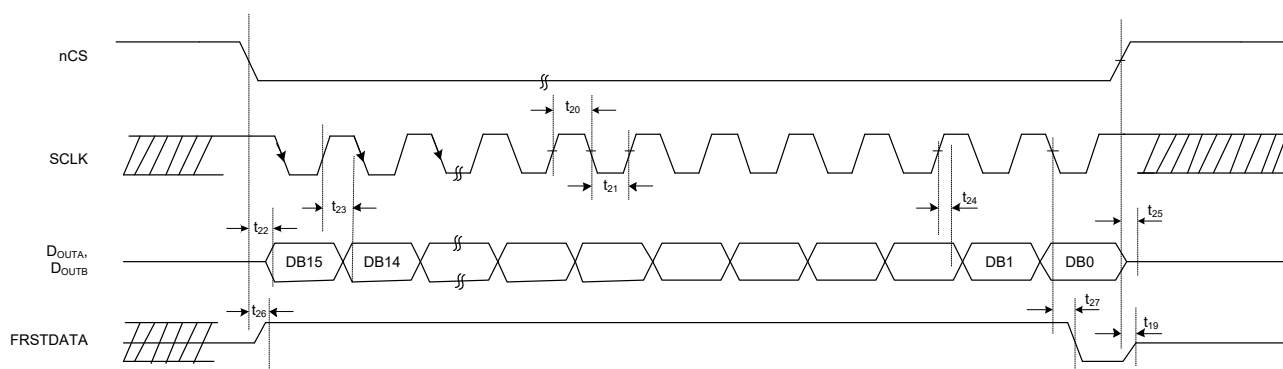 nCS
t20
SCLK
t21
t23
t24
t22
t25
DOUTA,
DOUTB
DB15
DB14
DB1
DB0
t26
t27
FRSTDATA
t19